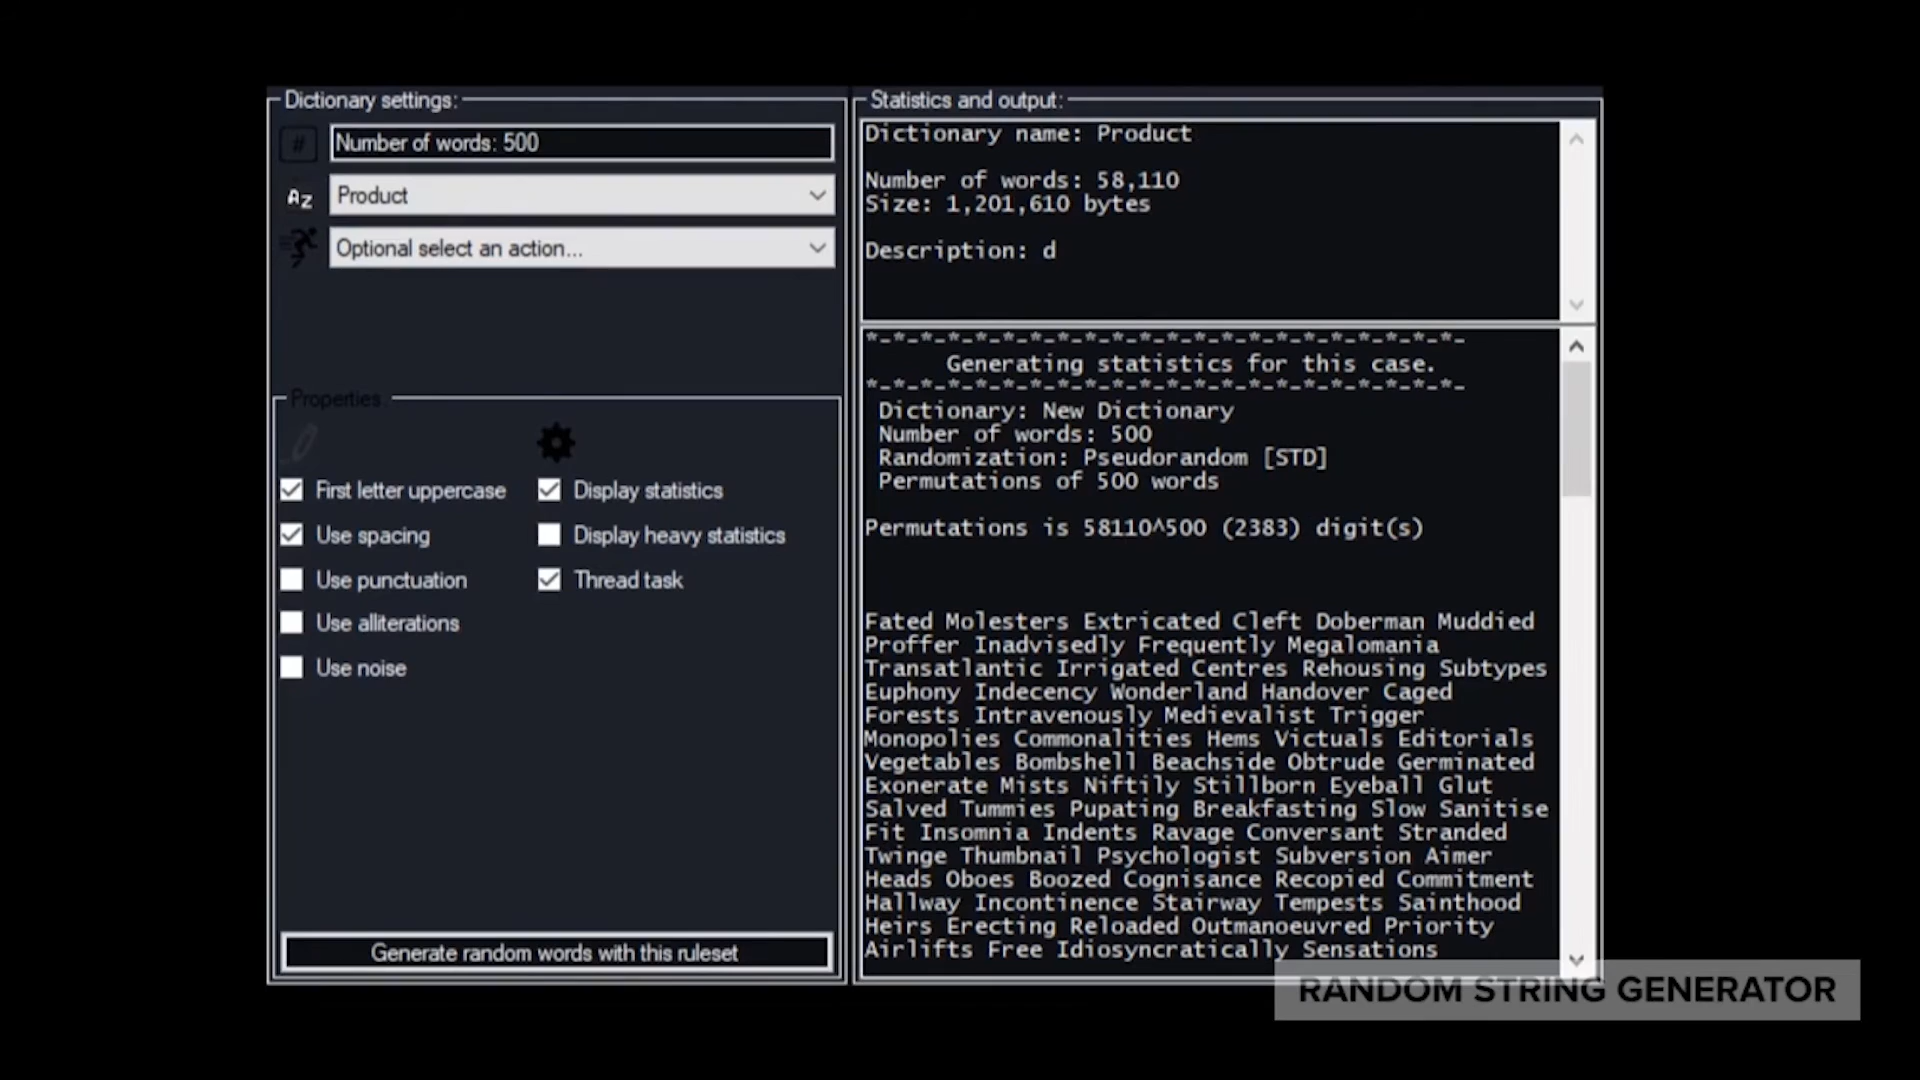 Dictionary settings:
#
Number of words: 500
AZ
Product
Optional select an action...
Properties:
First letter uppercase
Use spacing
Use punctuation
Use alliterations
Use noise
Display statistics
Display heavy statistics
Thread task
Generate random words with this ruleset
Statistics and output:
Dictionary name: Product
Number of words: 58,110
Size: 1,201,610 bytes
Description: d
*-*-*-*-*-*-*-*-*-*-*-*-*-*-*-*-*-*-*-*-*-*-
Generating statistics for this case.
*-*-*-*-*-*-*-*-*-*-*-*-*-*-*-*-*-*-*-*-*-*-
Dictionary: New Dictionary
Number of words: 500
Randomization: Pseudorandom [STD]
Permutations of 500 words
Permutations is 58110^500 (2383) digit(s)
Fated Molesters Extricated Cleft Doberman Muddied
Proffer Inadvisedly Frequently Megalomania
Transatlantic Irrigated Centres Rehousing Subtypes
Euphony Indecency Wonderland Handover Caged
Forests Intravenously Medievalist Trigger
Monopolies Commonalities Hems Victuals Editorials
Vegetables Bombshell Beachside Obtrude Germinated
Exonerate Mists Niftily Stillborn Eyeball Glut
Salved Tummies Pupating Breakfasting Slow Sanitise
Fit Insomnia Indents Ravage Conversant Stranded
Twinge Thumbnail Psychologist Subversion Aimer
Heads Oboes Boozed Cognisance Recopied Commitment
Hallway Incontinence Stairway Tempests Sainthood
Heirs Erecting Reloaded Outmanoeuvred Priority
Airlifts Free Idiosyncratically Sensations
RANDOM STRING GENERATOR